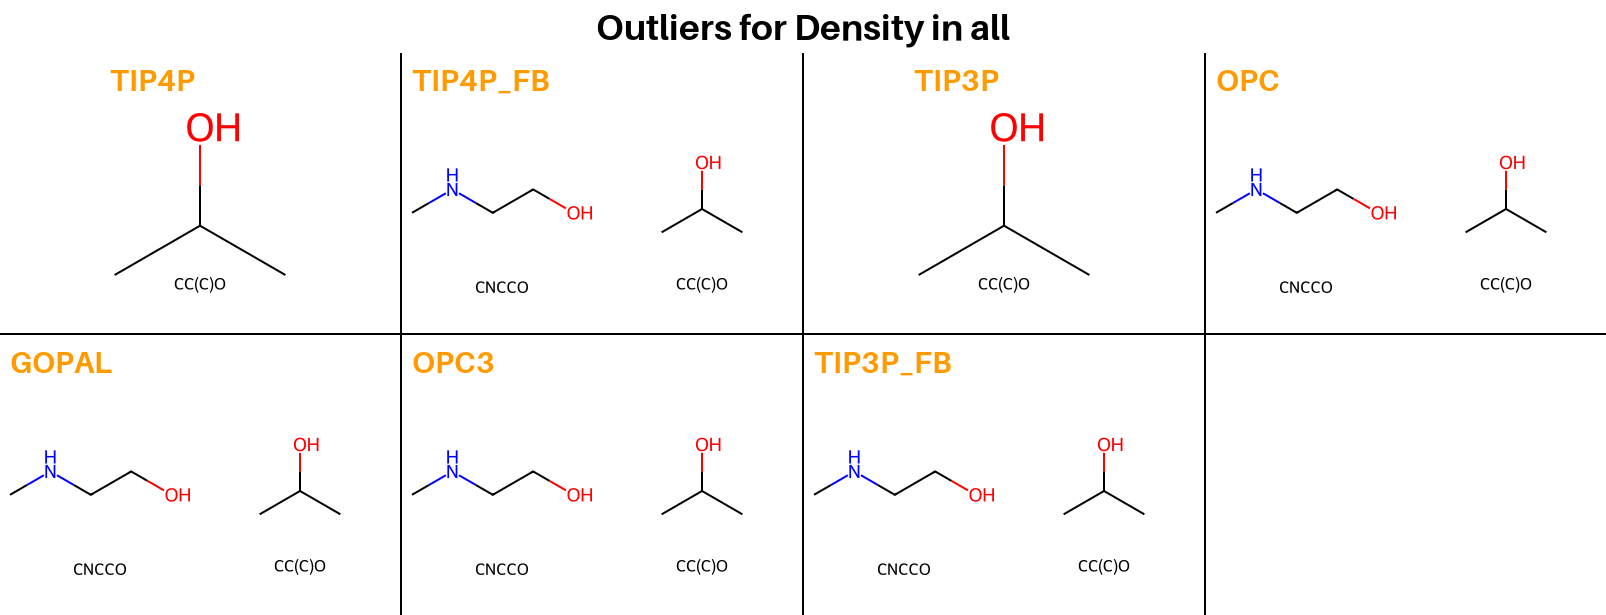 Outliers for Density in all
TIP4P
OH
CC(C)O
TIP4P_FB
H
N
OH
CNCCO
OH
CC(C)O
TIP3P
OH
CC(C)O
OPC
H
N
OH
CNCCO
OH
CC(C)O
GOPAL
H
N
OH
CNCCO
OH
CC(C)O
OPC3
H
N
OH
CNCCO
OH
CC(C)O
TIP3P_FB
H
N
OH
CNCCO
OH
CC(C)O